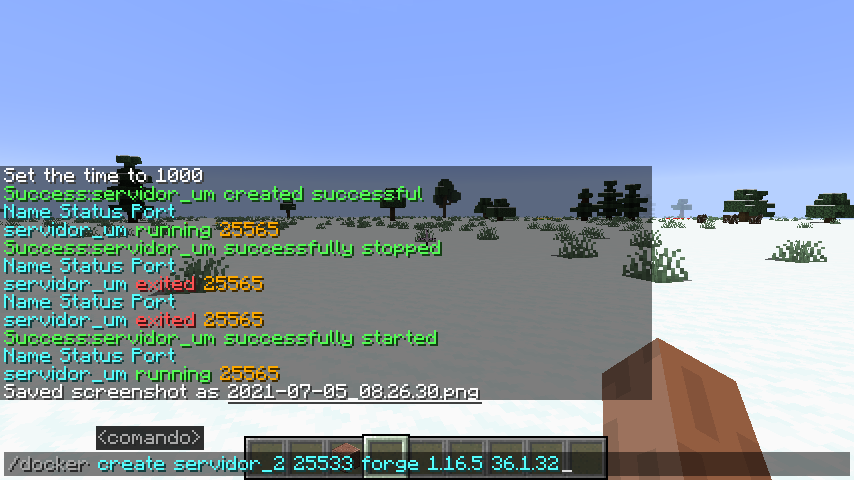 Set the time to 1000
Success:servidor_um created successful
Name Status Port
servidor_um running 25565
Success:servidor_um successfully stopped
Name Status Port
servidor_um exited 25565
Name Status Port
servidor_um exited 25565
Success:servidor_um successfully started
Name Status Port
servidor_um running 25565
Saved screenshot as 2021-07-05_08.26.30.png
<comando>
/docker create servidor_2 25533 forge 1.16.5 36.1.32_